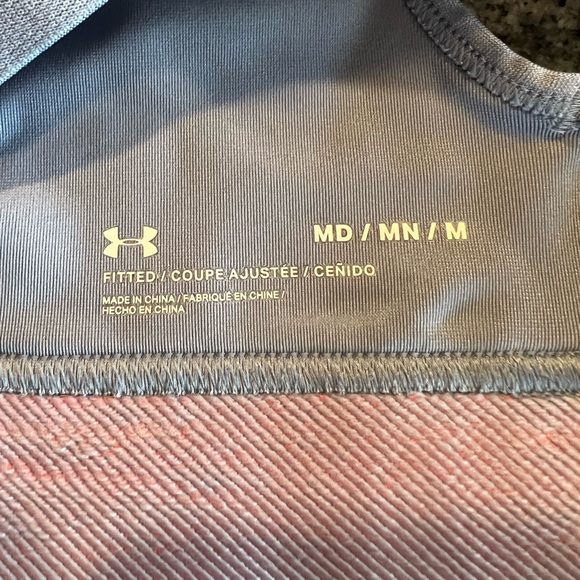 MD / MN / M
FITTED / COUPE AJUSTÉE / CEÑIDO
MADE IN CHINA / FABRIQUÉ EN CHINE /
HECHO EN CHINA